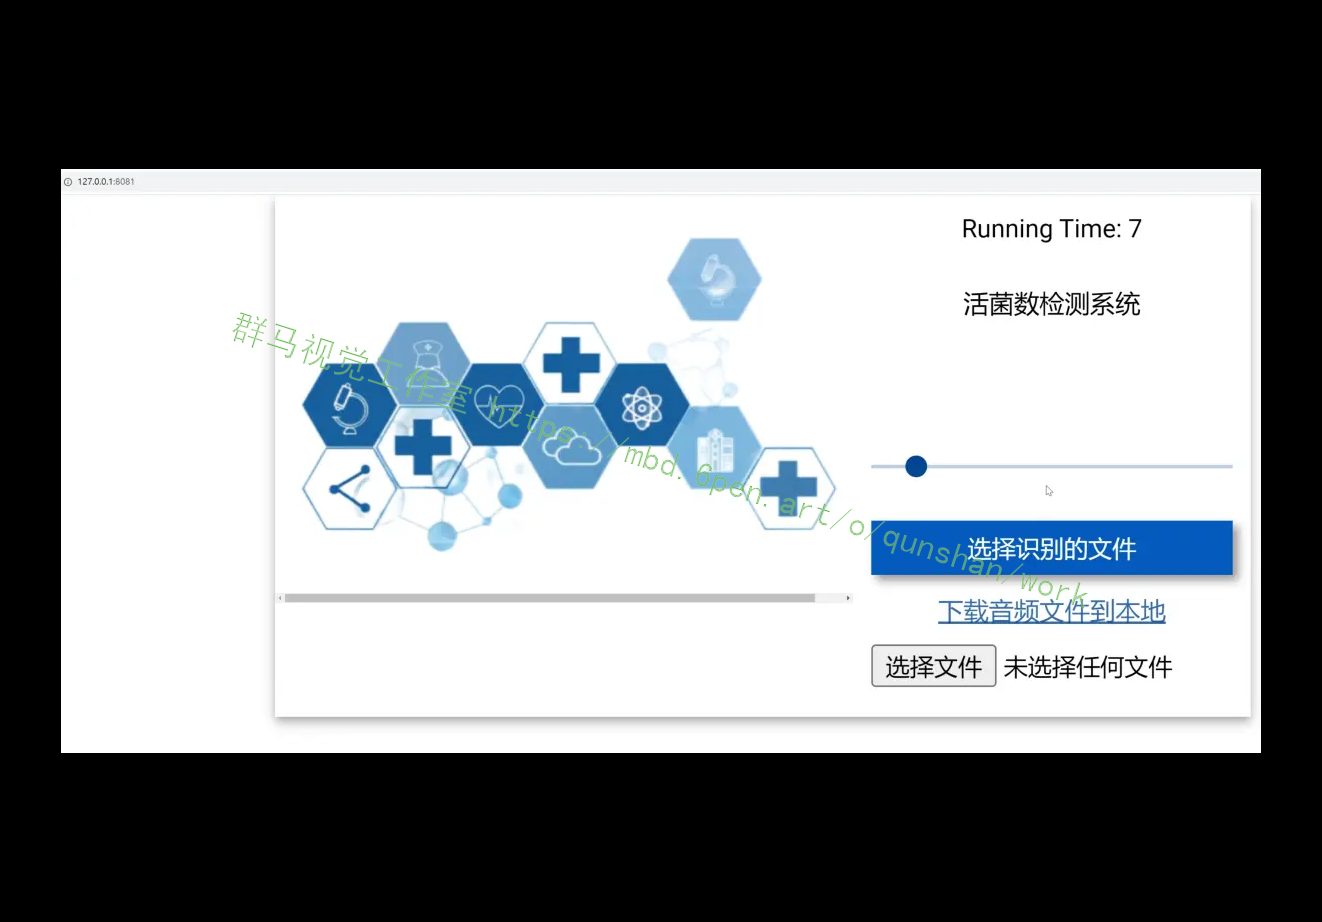 127.0.0.1:8081
Running Time: 7
活菌数检测系统
群马视觉工作室 https://mbd.6pen.art/o/qunshan/work
选择识别的文件
下载音频文件到本地
选择文件 未选择任何文件